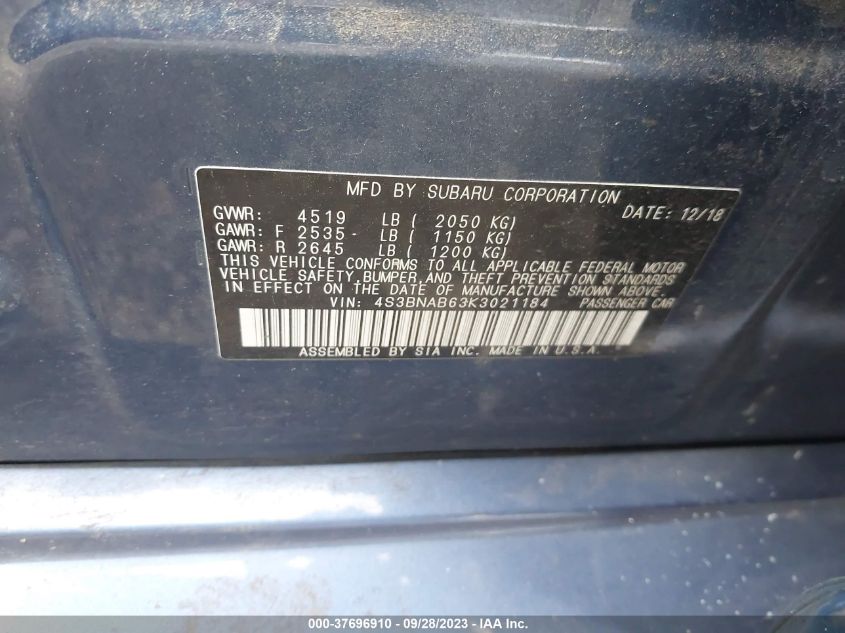 MFD BY SUBARU CORPORATION
GVWR: 4519 LB ( 2050 KG) DATE: 12/18
GAWR: F 2535- LB ( 1150 KG)
GAWR: R 2645 LB ( 1200 KG)
THIS VEHICLE CONFORMS TO ALL APPLICABLE FEDERAL MOTOR
VEHICLE SAFETY, BUMPER, AND THEFT PREVENTION STANDARDS
IN EFFECT ON THE DATE OF MANUFACTURE SHOWN ABOVE.
VIN: 4S3BNAB63K3021184 PASSENGER CAR
ASSEMBLED BY SIA INC. MADE IN U.S.A.
000-37696910 - 09/28/2023 - IAA Inc.